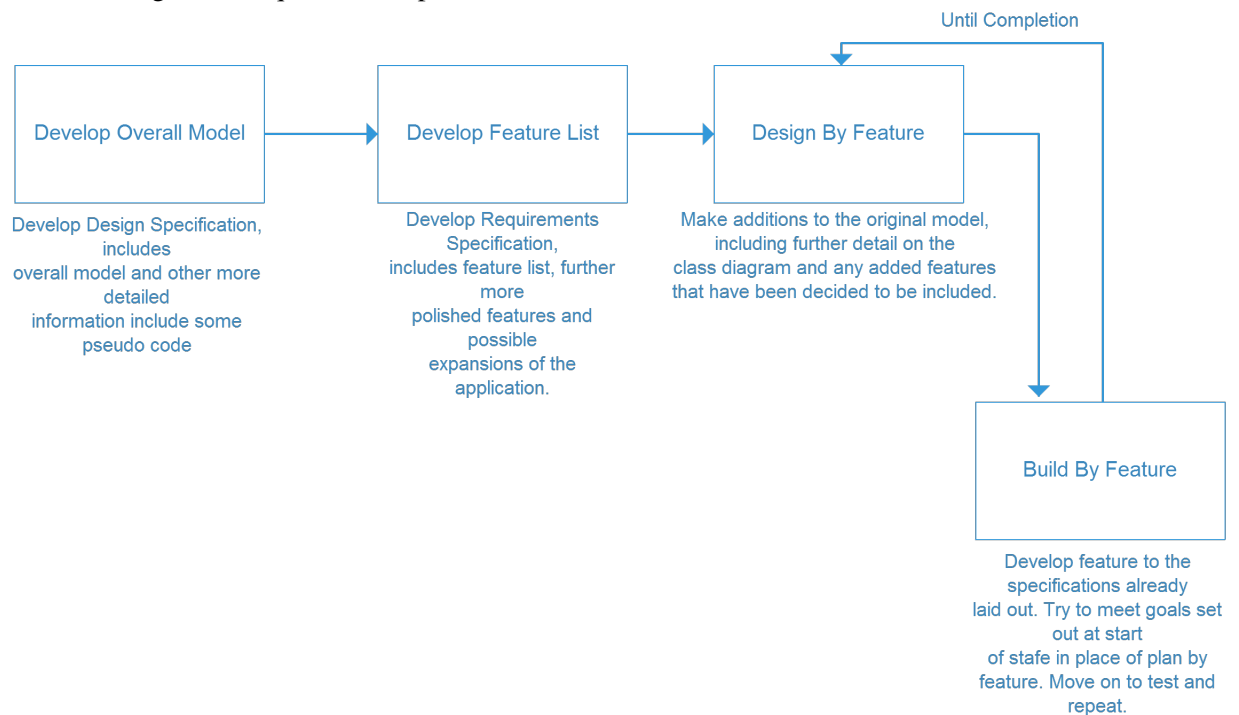 Until Completion
Develop Overall Model
Develop Feature List
Design By Feature
Develop Design Specification,
includes
overall model and other more
detailed
information include some
pseudo code
Develop Requirements
Specification,
includes feature list, further
more
polished features and
possible
expansions of the
application.
Make additions to the original model,
including further detail on the
class diagram and any added features
that have been decided to be included.
Build By Feature
Develop feature to the
specifications already
laid out. Try to meet goals set
out at start
of stafe in place of plan by
feature. Move on to test and
repeat.